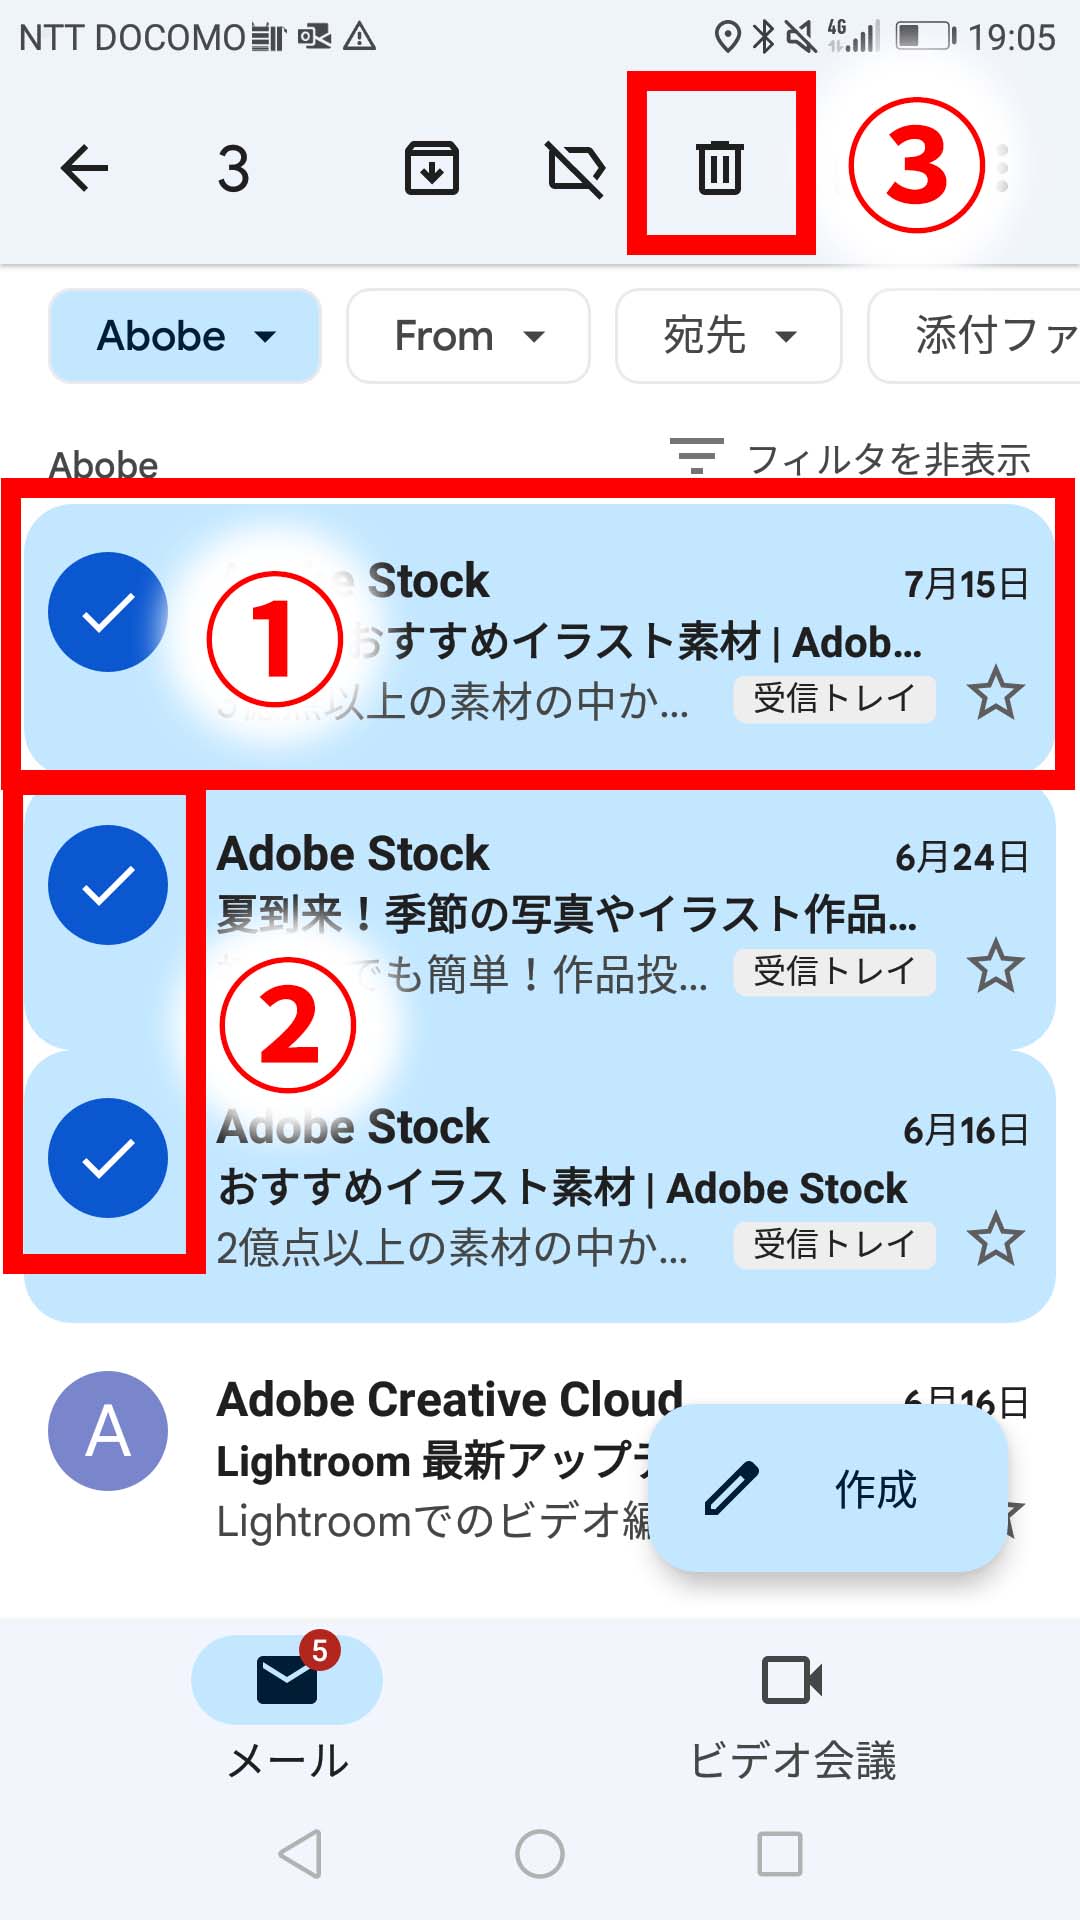 NTT DOCOMO 4G 19:05
3 ③
Abobe From 宛先 添付ファ
Abobe フィルタを非表示
Stock 7月15日
① おすすめイラスト素材 | Adob…
以上の素材の中か… 受信トレイ
Adobe Stock 6月24日
夏到来！季節の写真やイラスト作品…
② でも簡単！作品投… 受信トレイ
Adobe Stock 6月16日
おすすめイラスト素材 | Adobe Stock
2億点以上の素材の中か… 受信トレイ
A Adobe Creative Cloud 6月16日
Lightroom 最新アップデ
Lightroomでのビデオ編
作成
5
メール ビデオ会議